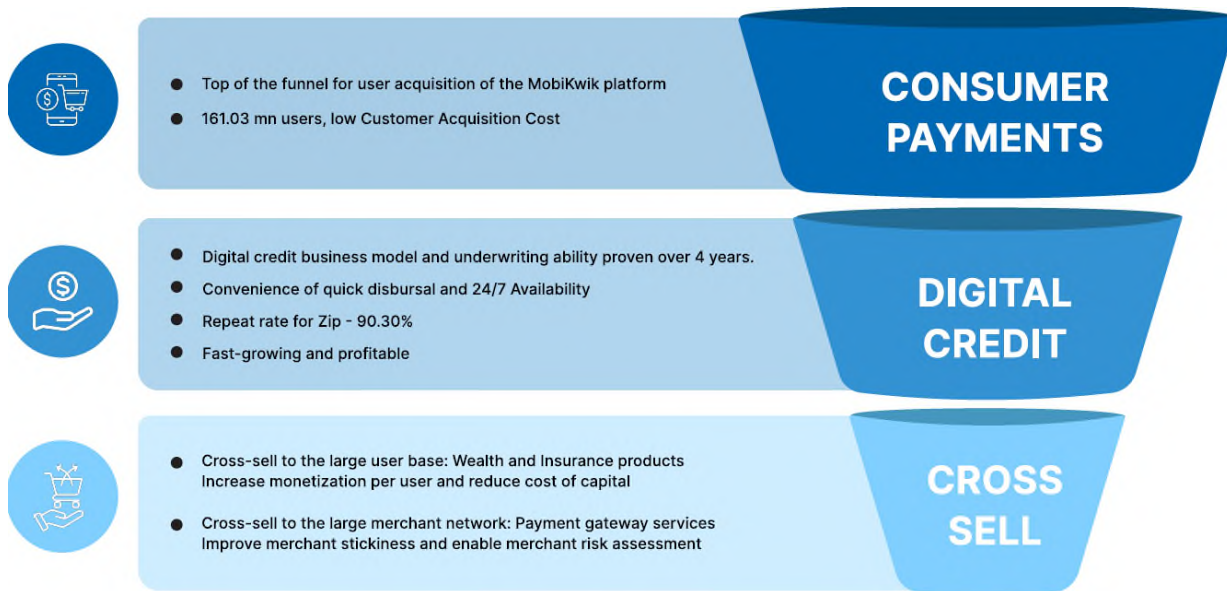 ● Top of the funnel for user acquisition of the MobiKwik platform
● 161.03 mn users, low Customer Acquisition Cost
CONSUMER
PAYMENTS
● Digital credit business model and underwriting ability proven over 4 years.
● Convenience of quick disbursal and 24/7 Availability
● Repeat rate for Zip - 90.30%
● Fast-growing and profitable
DIGITAL
CREDIT
● Cross-sell to the large user base: Wealth and Insurance products
Increase monetization per user and reduce cost of capital
● Cross-sell to the large merchant network: Payment gateway services
Improve merchant stickiness and enable merchant risk assessment
CROSS
SELL